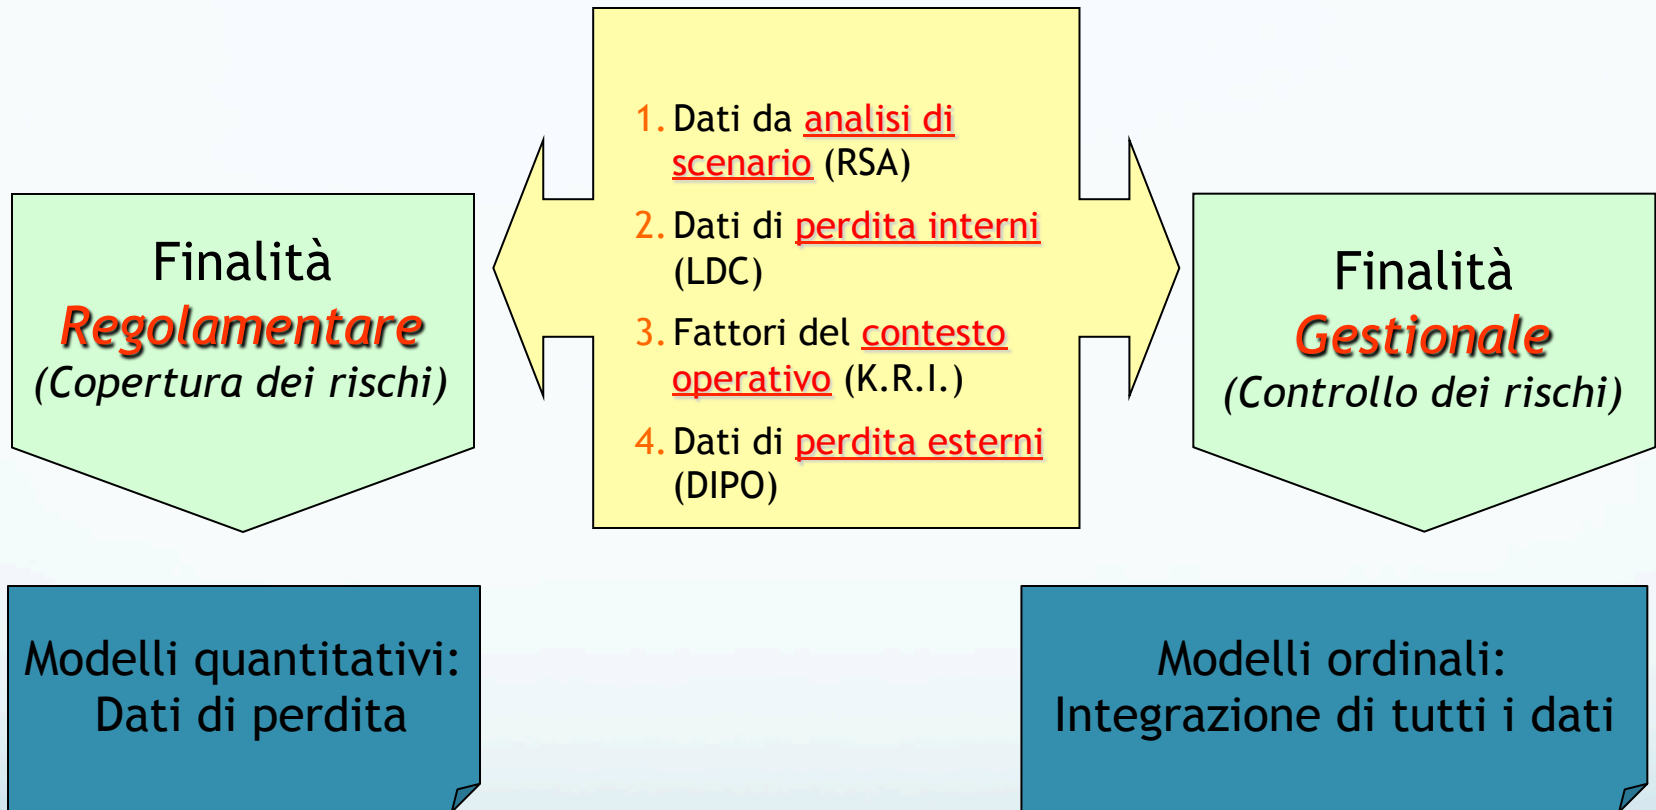 Finalità
Regolamentare
(Copertura dei rischi)
1. Dati da analisi di
scenario (RSA)
2. Dati di perdita interni
(LDC)
3. Fattori del contesto
operativo (K.R.I.)
4. Dati di perdita esterni
(DIPO)
Finalità
Gestionale
(Controllo dei rischi)
Modelli quantitativi:
Dati di perdita
Modelli ordinali:
Integrazione di tutti i dati